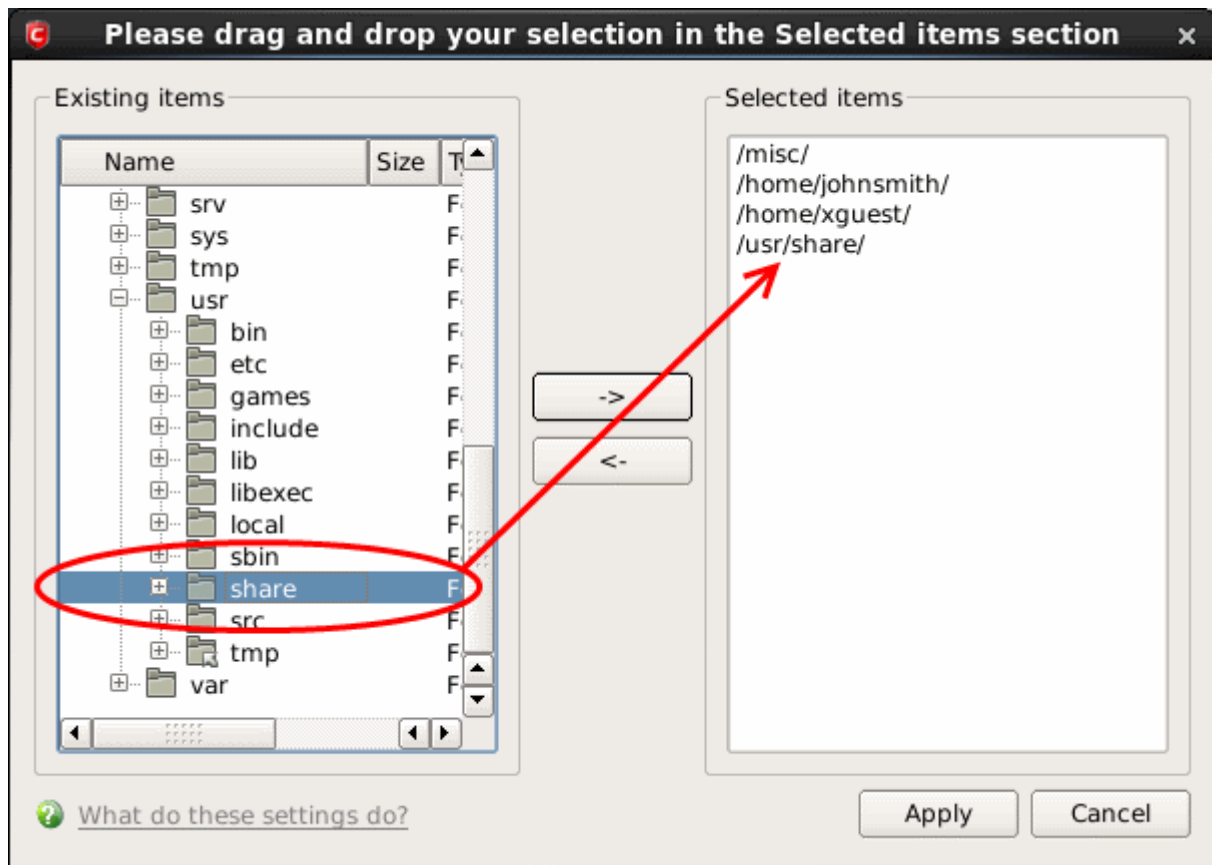 Please drag and drop your selection in the Selected items section
Existing items
Name Size
srv
sys
tmp
usr
bin
etc
games
include
lib
libexec
local
sbin
share
src
tmp
var
->
<-
Selected items
/misc/
/home/johnsmith/
/home/xguest/
/usr/share/
What do these settings do?
Apply
Cancel